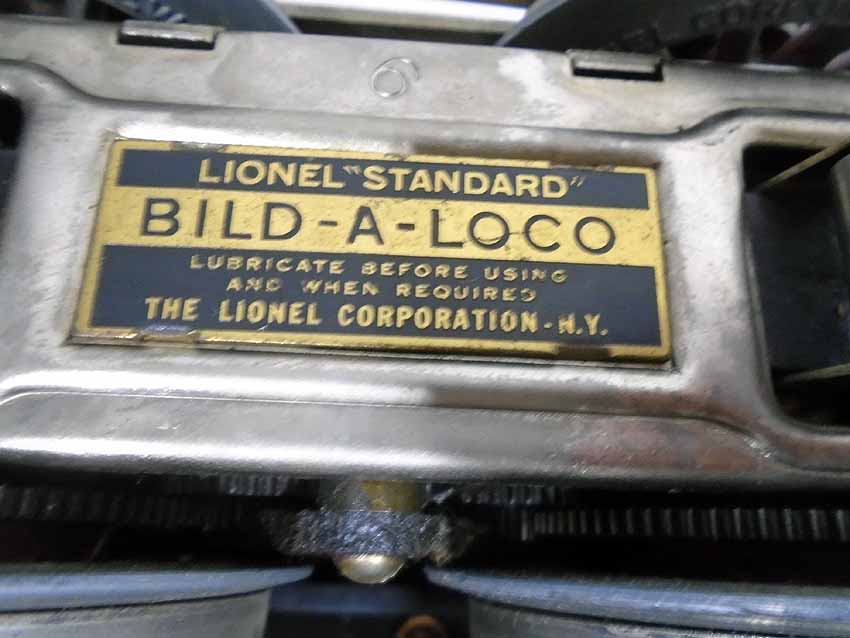 6
LIONEL "STANDARD"
BILD-A-LOCO
LUBRICATE BEFORE USING
AND WHEN REQUIRED
THE LIONEL CORPORATION-N.Y.